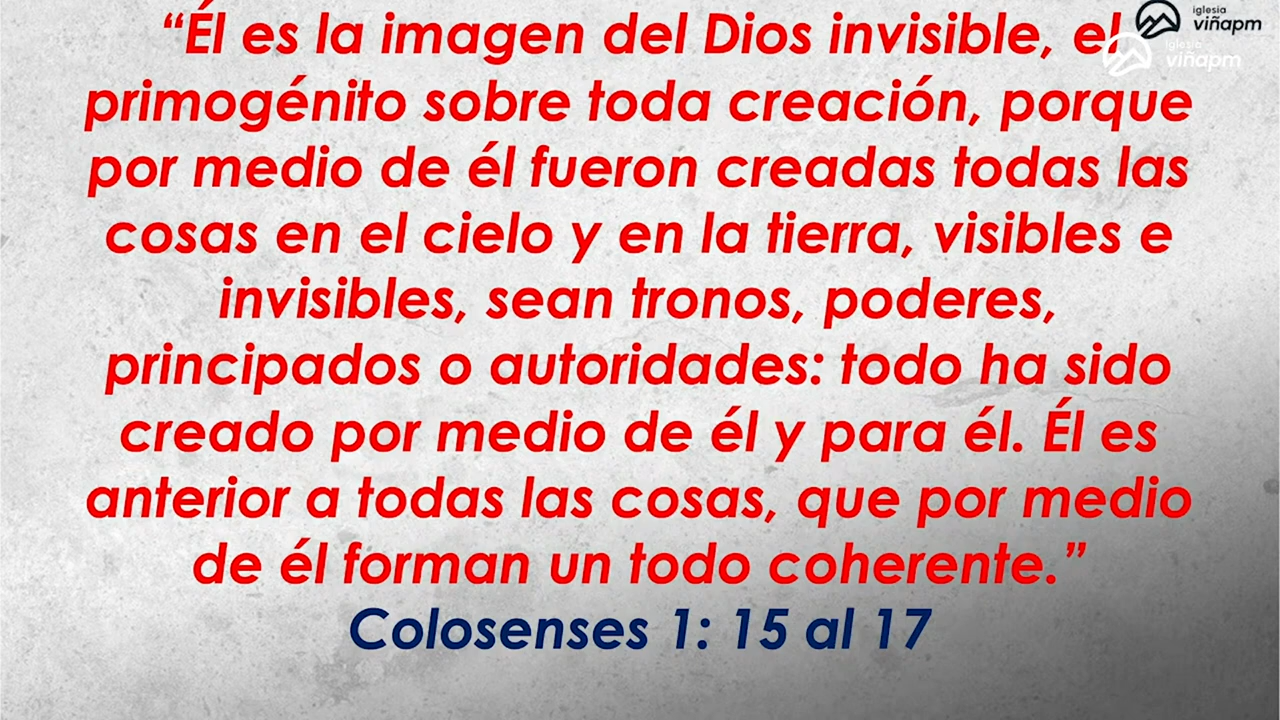 “Él es la imagen del Dios invisible, el
primogénito sobre toda creación, porque
por medio de él fueron creadas todas las
cosas en el cielo y en la tierra, visibles e
invisibles, sean tronos, poderes,
principados o autoridades: todo ha sido
creado por medio de él y para él. Él es
anterior a todas las cosas, que por medio
de él forman un todo coherente.”
Colosenses 1: 15 al 17
iglesia
viñapm
iglesia
viñapm